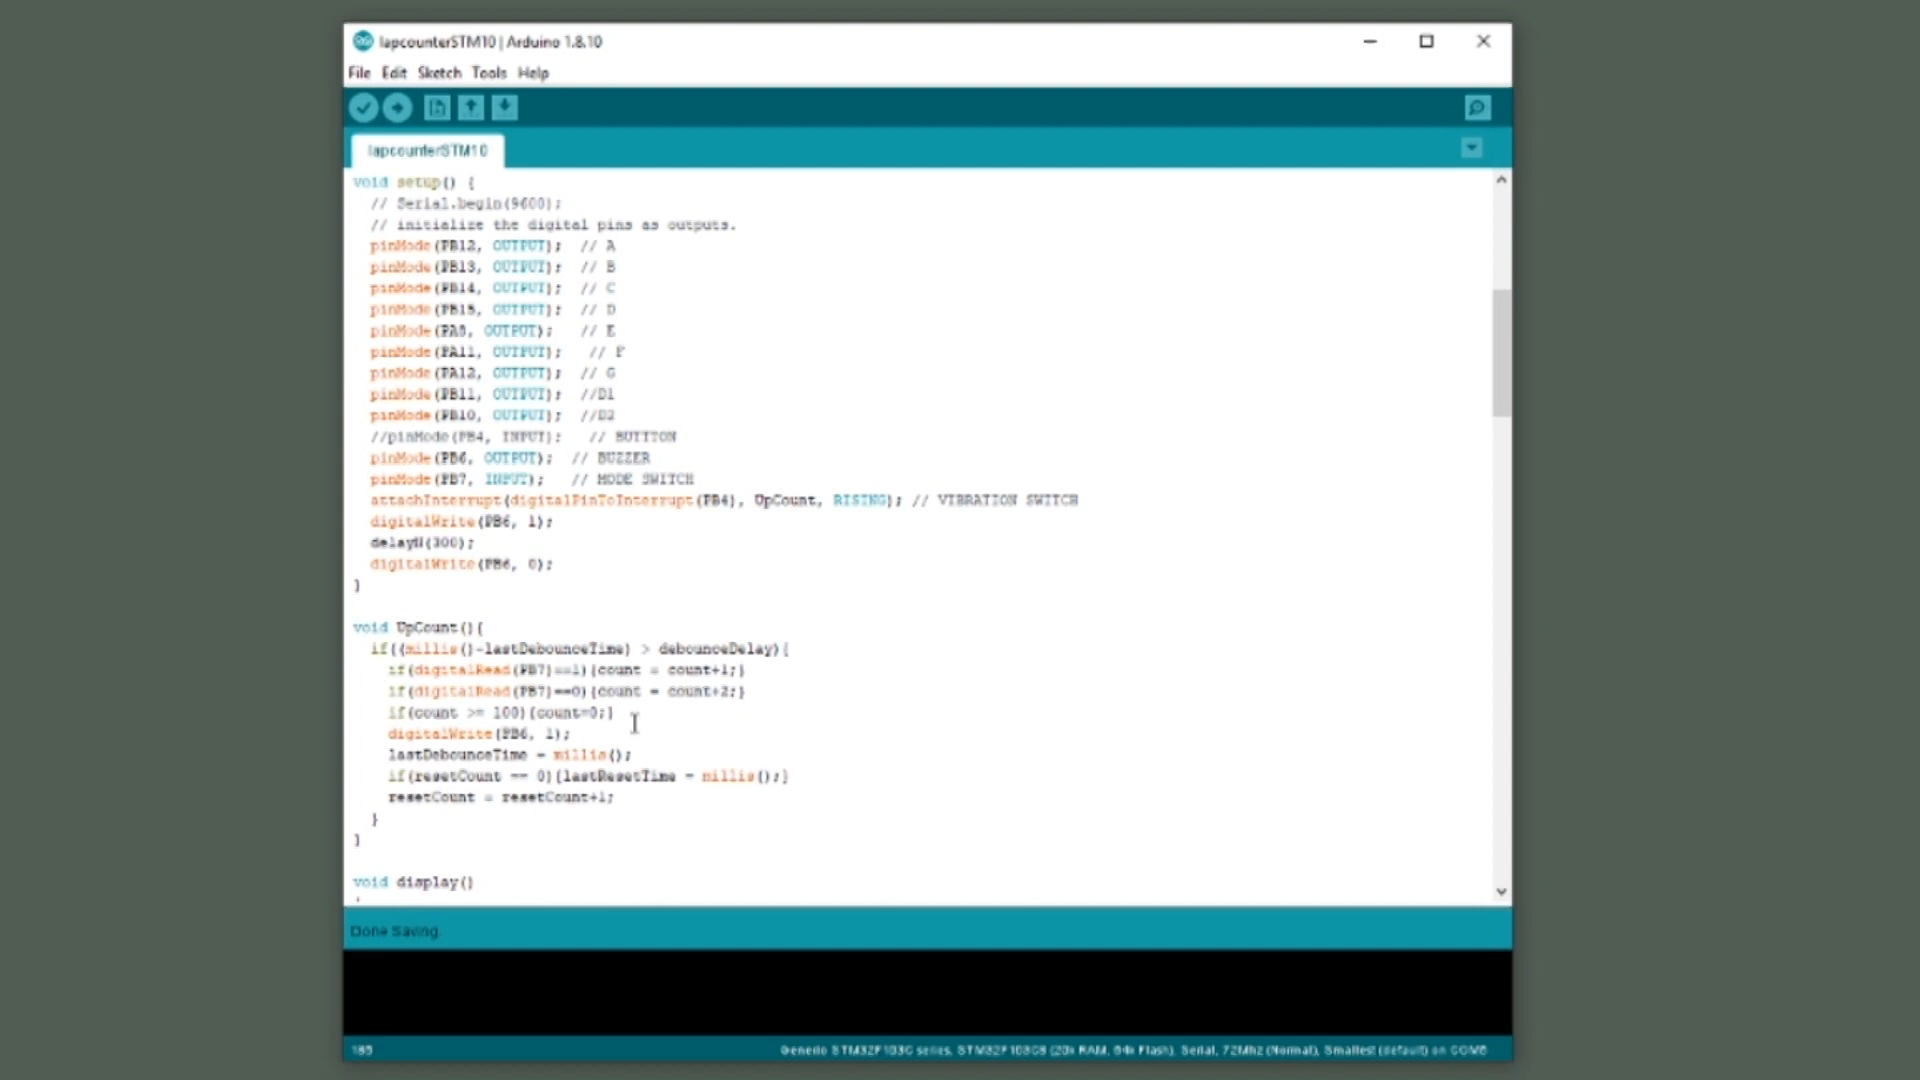 lapcounterSTM10 | Arduino 1.8.10
File Edit Sketch Tools Help
lapcounterSTM10
void setup() {
// Serial.begin(9600);
// initialize the digital pins as outputs.
pinMode(PB12, OUTPUT); // A
pinMode(PB13, OUTPUT); // B
pinMode(PB14, OUTPUT); // C
pinMode(PB15, OUTPUT); // D
pinMode(PA8, OUTPUT); // E
pinMode(PA11, OUTPUT); // F
pinMode(PA12, OUTPUT); // G
pinMode(PB11, OUTPUT); //D1
pinMode(PB10, OUTPUT); //D2
//pinMode(PB4, INPUT); // BUTTTON
pinMode(PB6, OUTPUT); // BUZZER
pinMode(PB7, INPUT); // MODE SWITCH
attachInterrupt(digitalPinToInterrupt(PB4), UpCount, RISING); // VIBRATION SWITCH
digitalWrite(PB6, 1);
delayN(300);
digitalWrite(PB6, 0);
}
void UpCount(){
if((millis()-lastDebounceTime) > debounceDelay){
if(digitalRead(PB7)==1){count = count+1;}
if(digitalRead(PB7)==0){count = count+2;}
if(count >= 100){count=0;}
digitalWrite(PB6, 1);
lastDebounceTime = millis();
if(resetCount == 0){lastResetTime = millis();}
resetCount = resetCount+1;
}
}
void display()
Done Saving.
185
Generic STM32F103C series, STM32F103C8 (20k RAM, 64k Flash), Serial, 72Mhz (Normal), Smallest (default) on COM8